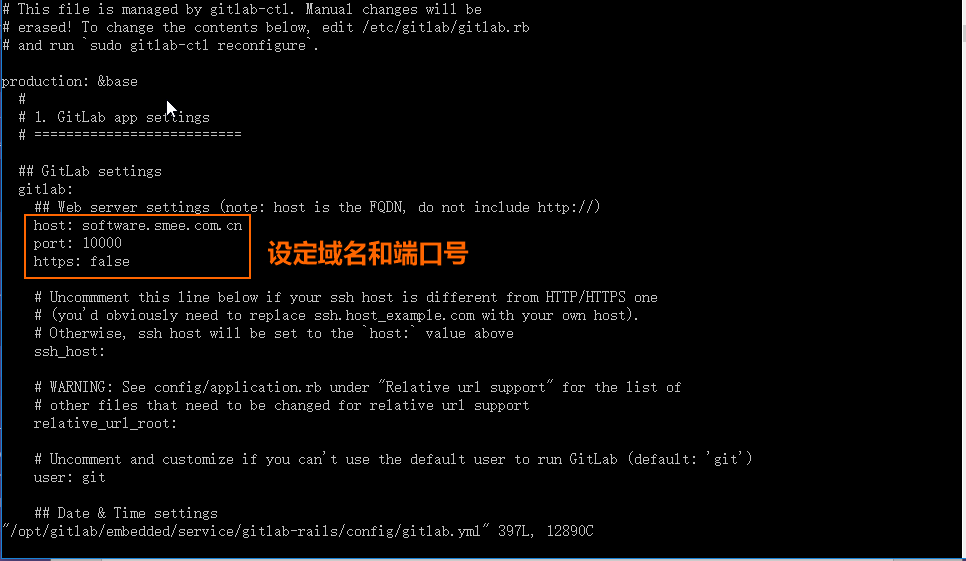 # This file is managed by gitlab-ctl. Manual changes will be
# erased! To change the contents below, edit /etc/gitlab/gitlab.rb
# and run `sudo gitlab-ctl reconfigure`.
production: &base
#
# 1. GitLab app settings
# ==========================
## GitLab settings
gitlab:
## Web server settings (note: host is the FQDN, do not include http://)
host: software.smee.com.cn
port: 10000
https: false
设定域名和端口号
# Uncommment this line below if your ssh host is different from HTTP/HTTPS one
# (you'd obviously need to replace ssh.host_example.com with your own host).
# Otherwise, ssh host will be set to the `host:` value above
ssh_host:
# WARNING: See config/application.rb under "Relative url support" for the list of
# other files that need to be changed for relative url support
relative_url_root:
# Uncomment and customize if you can't use the default user to run GitLab (default: 'git')
user: git
## Date & Time settings
"/opt/gitlab/embedded/service/gitlab-rails/config/gitlab.yml" 397L, 12890C